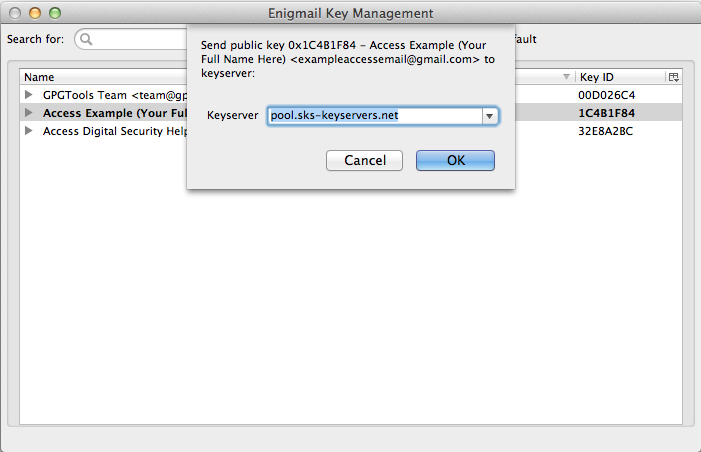 Enigmail Key Management
Search for:
Send public key 0x1C4B1F84 - Access Example (Your
Full Name Here) <exampleaccessemail@gmail.com> to
keyserver:
Keyserver pool.sks-keyservers.net
Cancel OK
Name Key ID
GPGTools Team <team@gp 00D026C4
Access Example (Your Ful 1C4B1F84
Access Digital Security Help 32E8A2BC